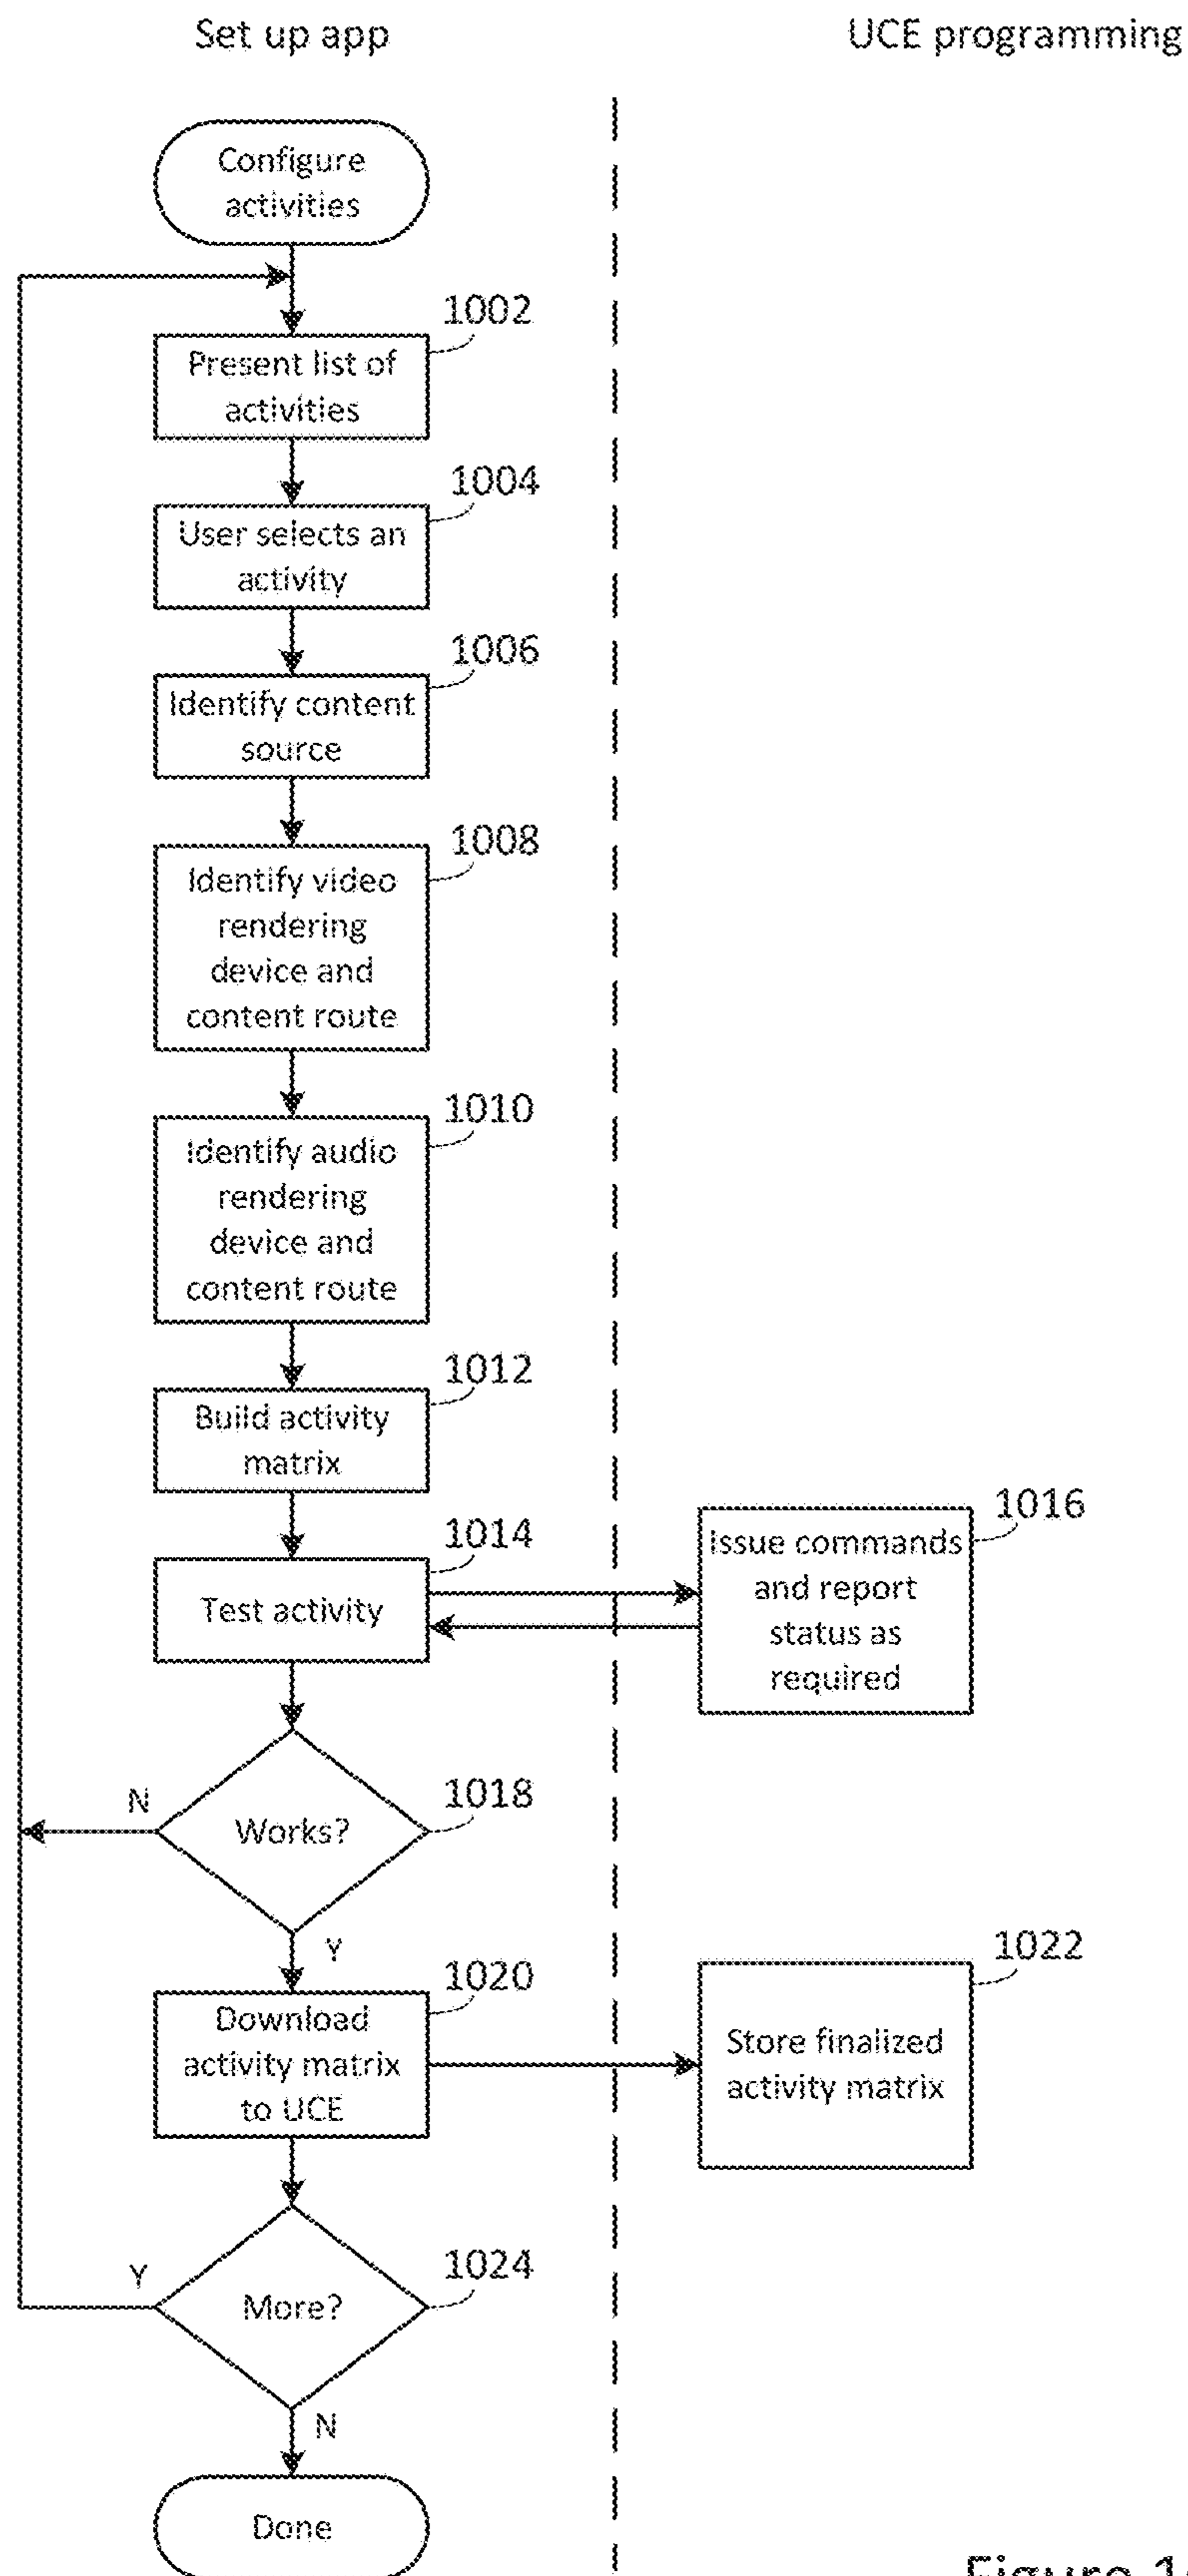 Set up app
UCE programming
Configure
activities
1002
Present list of
activities
1004
User selects an
activity
1006
Identify content
source
1008
Identify video
rendering
device and
content route
1010
Identify audio
rendering
device and
content route
1012
Build activity
matrix
1014
Test activity
1016
Issue commands
and report
status as
required
1018
Works?
N
Y
1020
Download
activity matrix
to UCE
1022
Store finalized
activity matrix
1024
More?
Y
N
Done
Figure